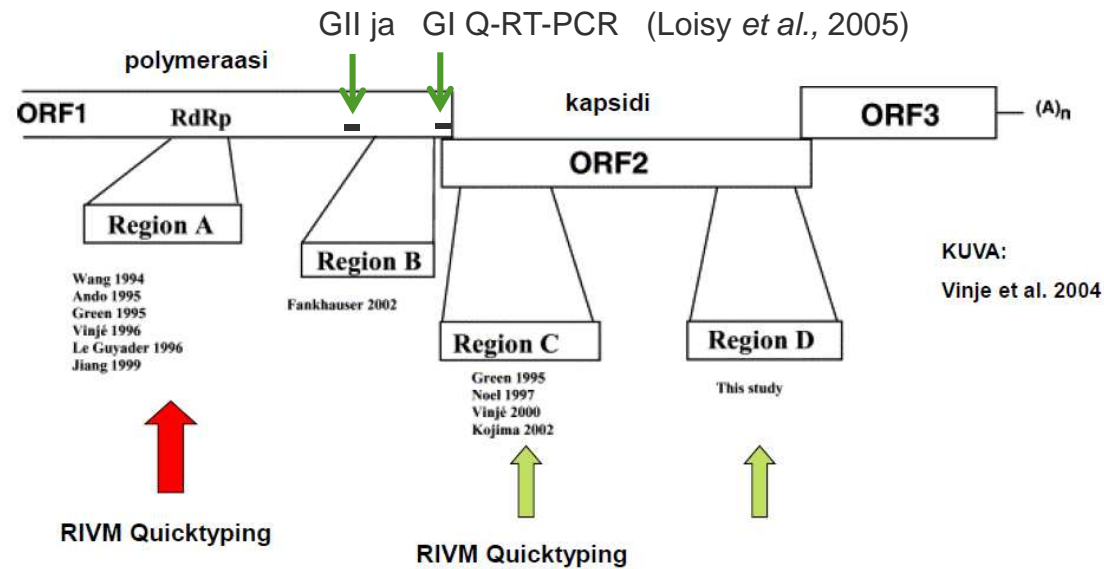 GII ja GI Q-RT-PCR (Loisy et al., 2005)
polymeraasi
kapsidi
ORF1
RdRp
ORF3
(A)n
ORF2
Region A
Region B
Wang 1994
Ando 1995
Green 1995
Vinjé 1996
Le Guyader 1996
Jiang 1999
Fankhauser 2002
KUVA:
Vinje et al. 2004
Region C
Region D
Green 1995
Noel 1997
Vinjé 2000
Kojima 2002
This study
RIVM Quicktyping
RIVM Quicktyping